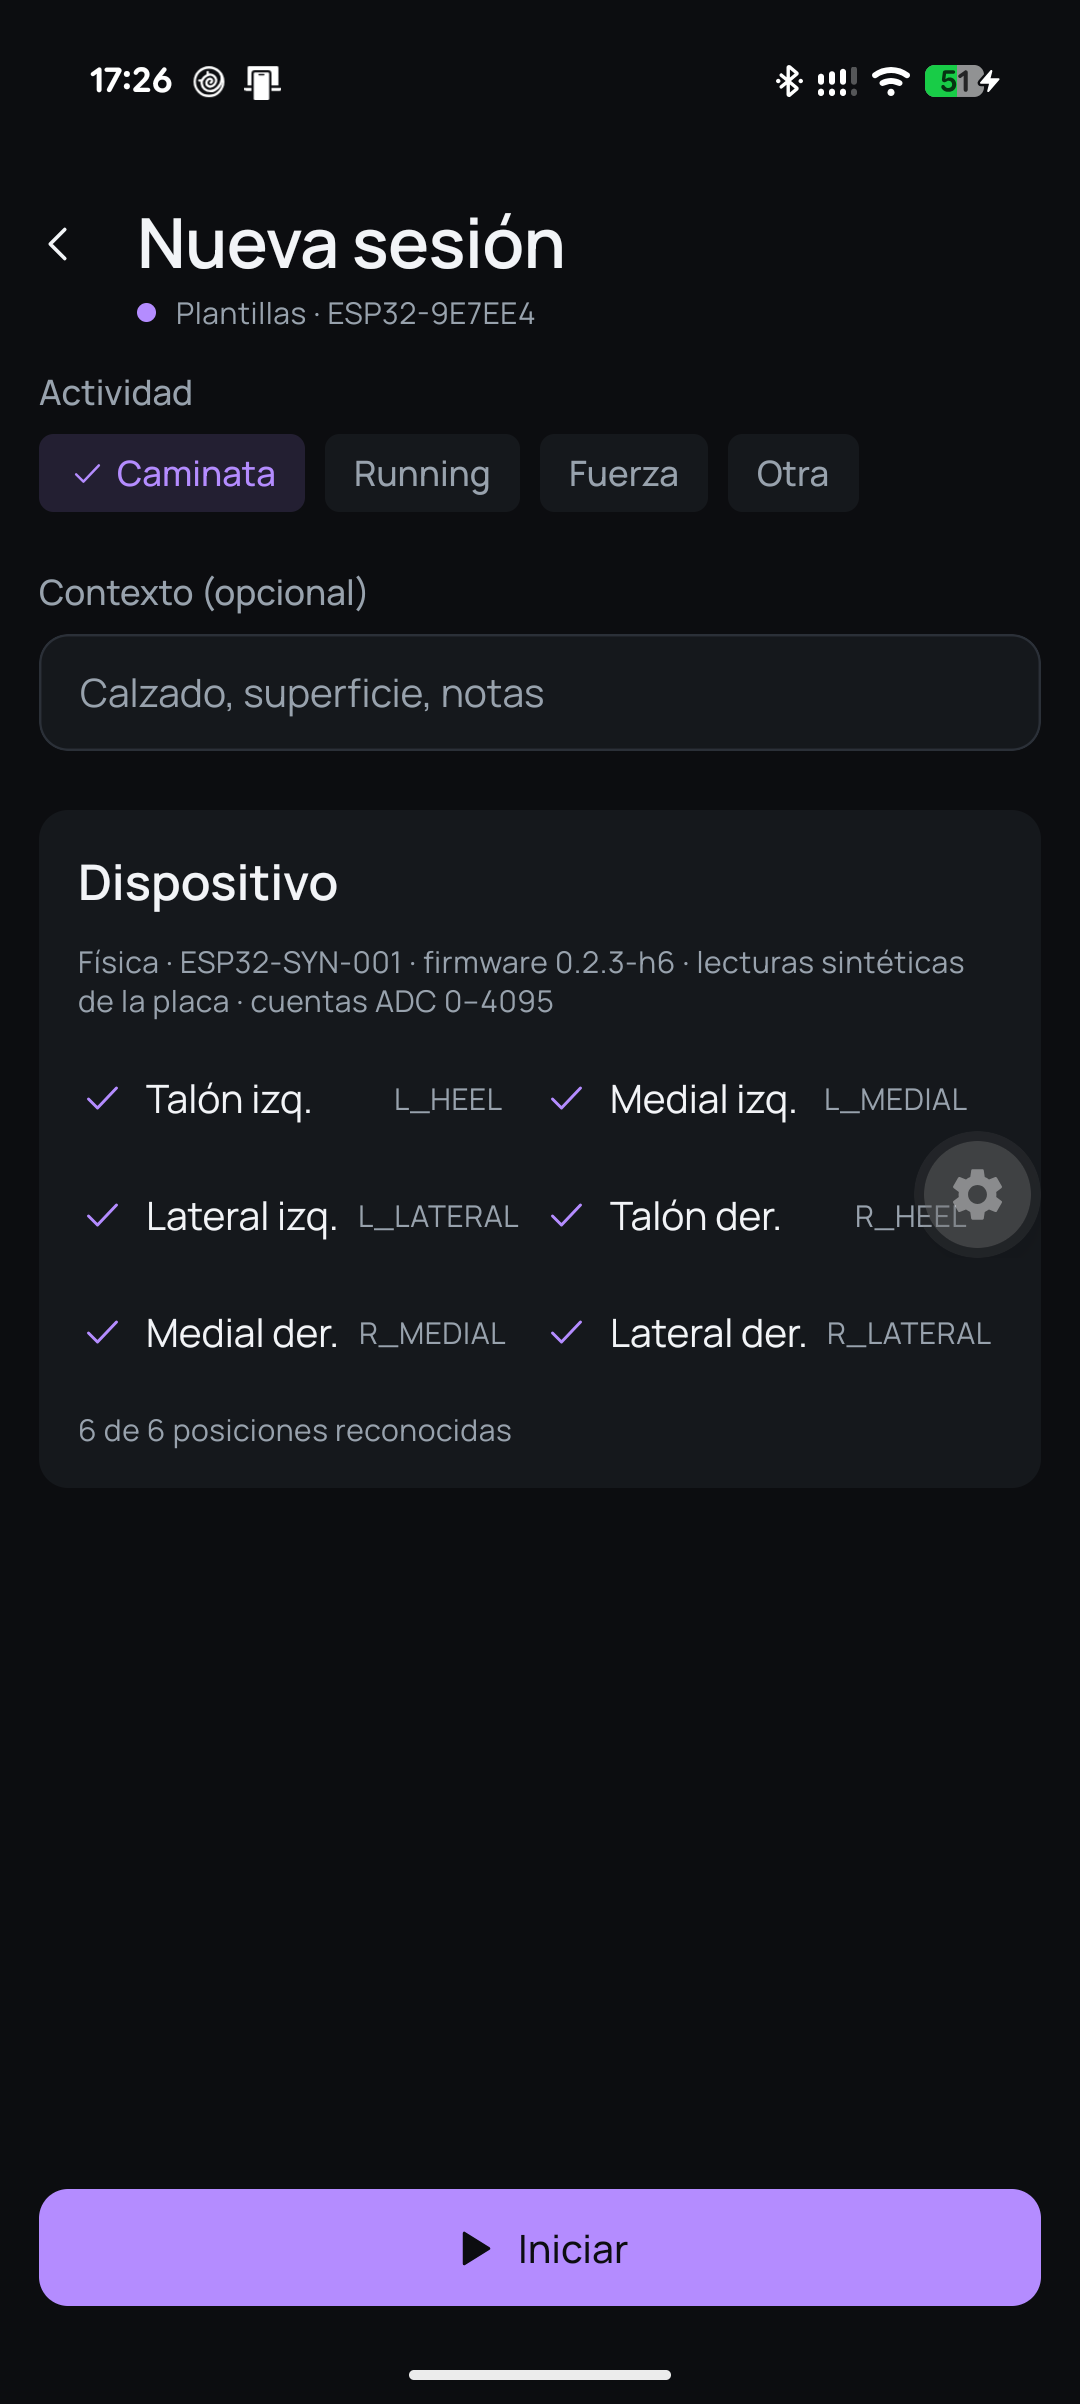 17:26
51
Nueva sesión
Plantillas · ESP32-9E7EE4
Actividad
Caminata
Running
Fuerza
Otra
Contexto (opcional)
Calzado, superficie, notas
Dispositivo
Física · ESP32-SYN-001 · firmware 0.2.3-h6 · lecturas sintéticas
de la placa · cuentas ADC 0–4095
Talón izq. L_HEEL
Medial izq. L_MEDIAL
Lateral izq. L_LATERAL
Talón der. R_HEEL
Medial der. R_MEDIAL
Lateral der. R_LATERAL
6 de 6 posiciones reconocidas
Iniciar